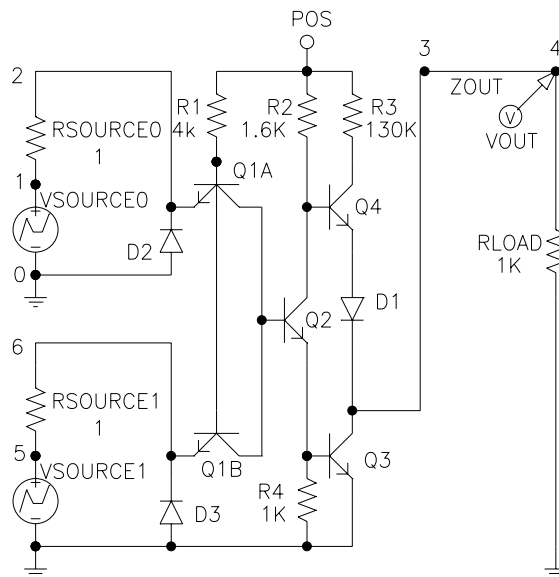 POS
2
3
4
R1
4k
R2
1.6K
R3
130K
ZOUT
V
VOUT
RSOURCE0
1
1
VSOURCE0
Q1A
Q4
D2
0
RLOAD
1K
D1
Q2
6
RSOURCE1
1
5
VSOURCE1
Q1B
Q3
R4
1K
D3